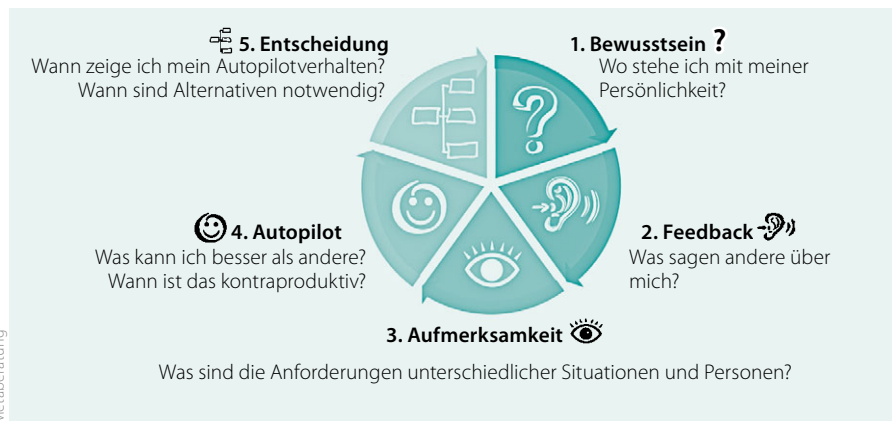 1. Bewusstsein ?
Wo stehe ich mit meiner
Persönlichkeit?
2. Feedback
Was sagen andere über
mich?
3. Aufmerksamkeit
Was sind die Anforderungen unterschiedlicher Situationen und Personen?
4. Autopilot
Was kann ich besser als andere?
Wann ist das kontraproduktiv?
5. Entscheidung
Wann zeige ich mein Autopilotverhalten?
Wann sind Alternativen notwendig?